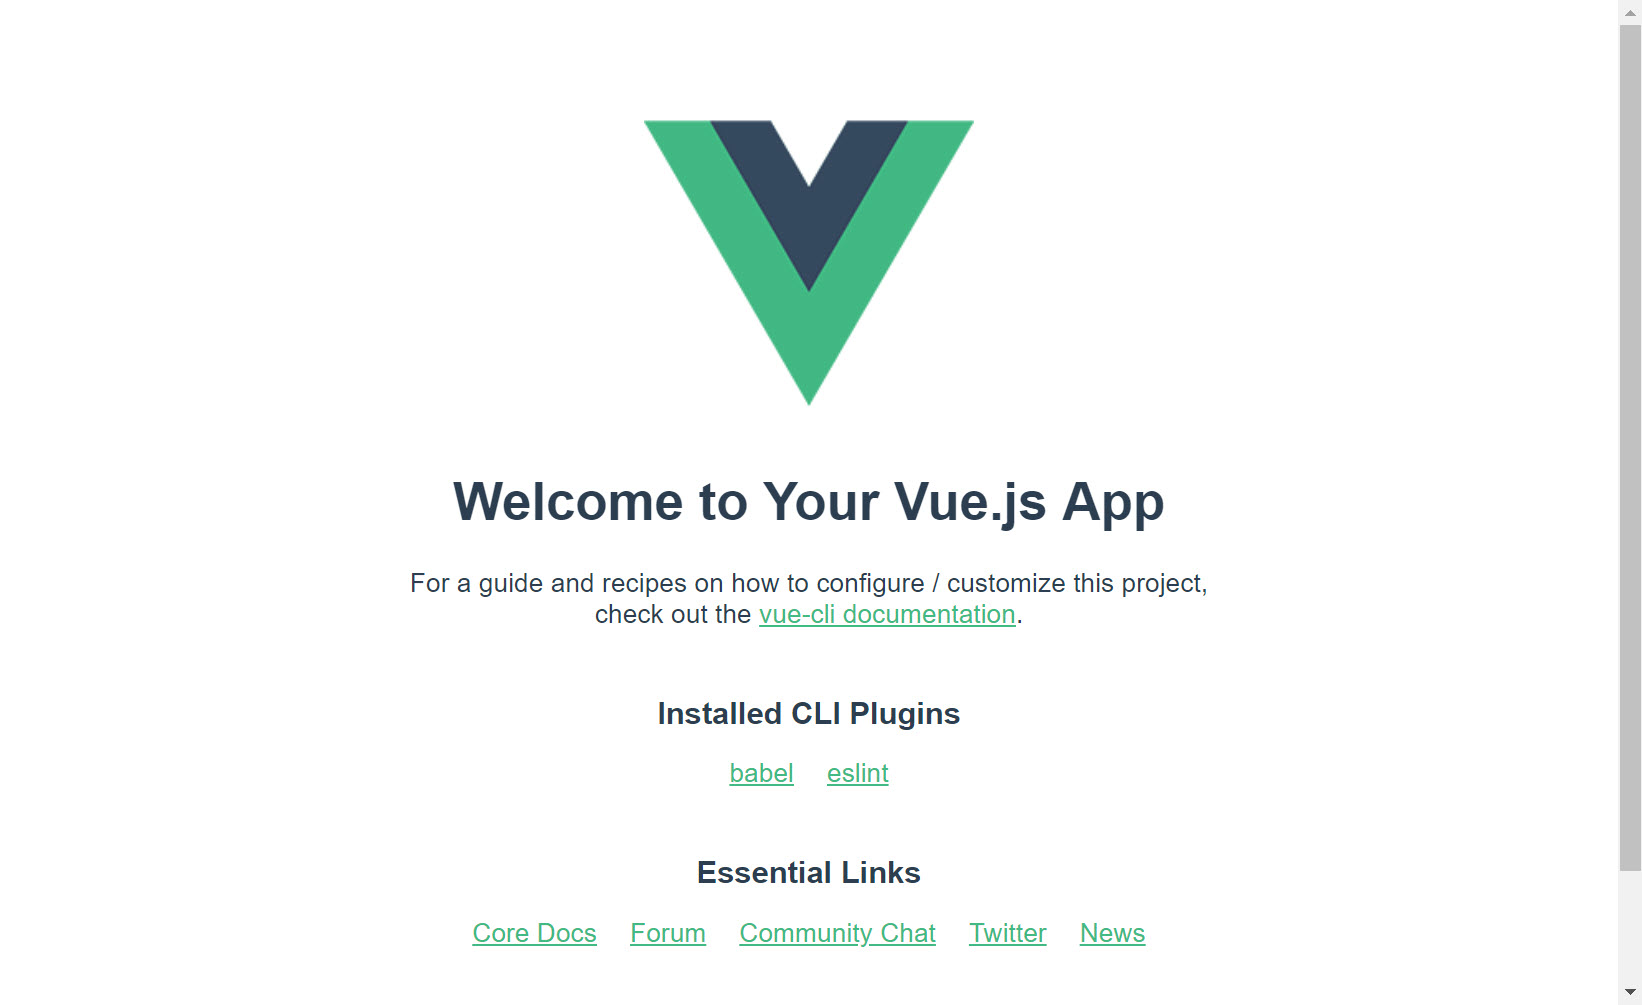 Welcome to Your Vue.js App
For a guide and recipes on how to configure / customize this project,
check out the vue-cli documentation.
Installed CLI Plugins
babel eslint
Essential Links
Core Docs Forum Community Chat Twitter News